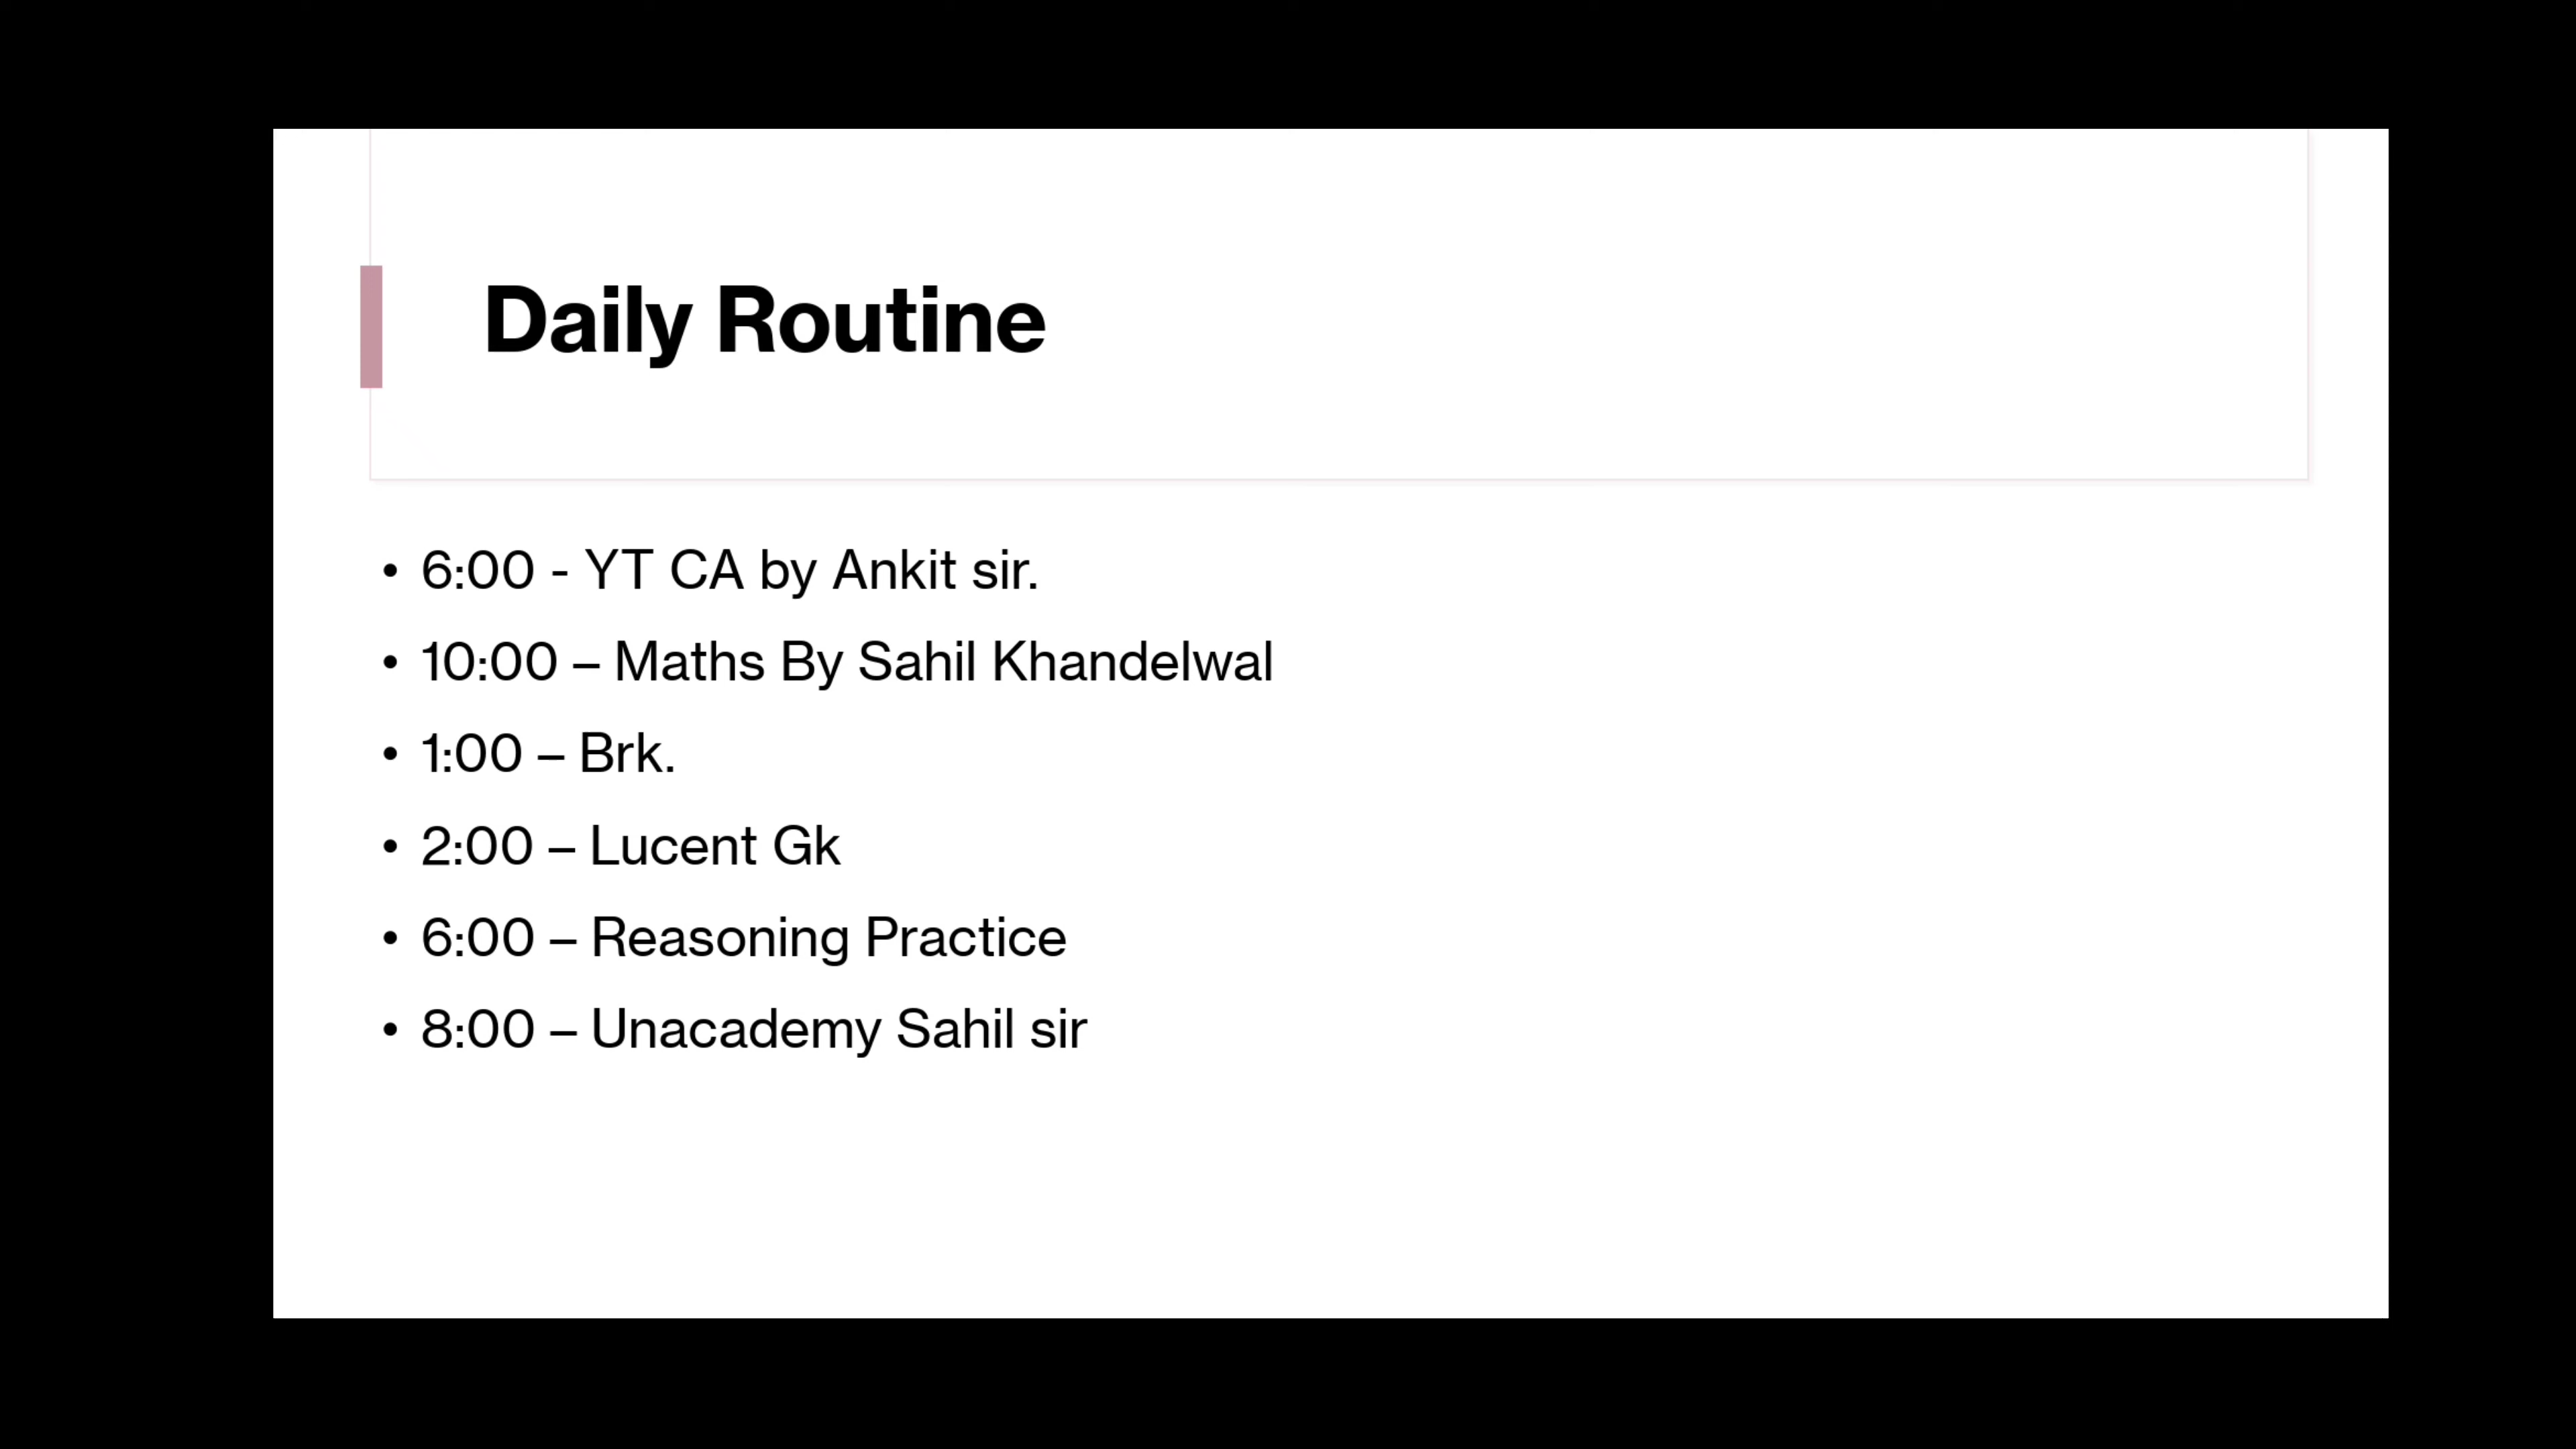 Daily Routine
• 6:00 - YT CA by Ankit sir.
• 10:00 – Maths By Sahil Khandelwal
• 1:00 – Brk.
• 2:00 – Lucent Gk
• 6:00 – Reasoning Practice
• 8:00 – Unacademy Sahil sir